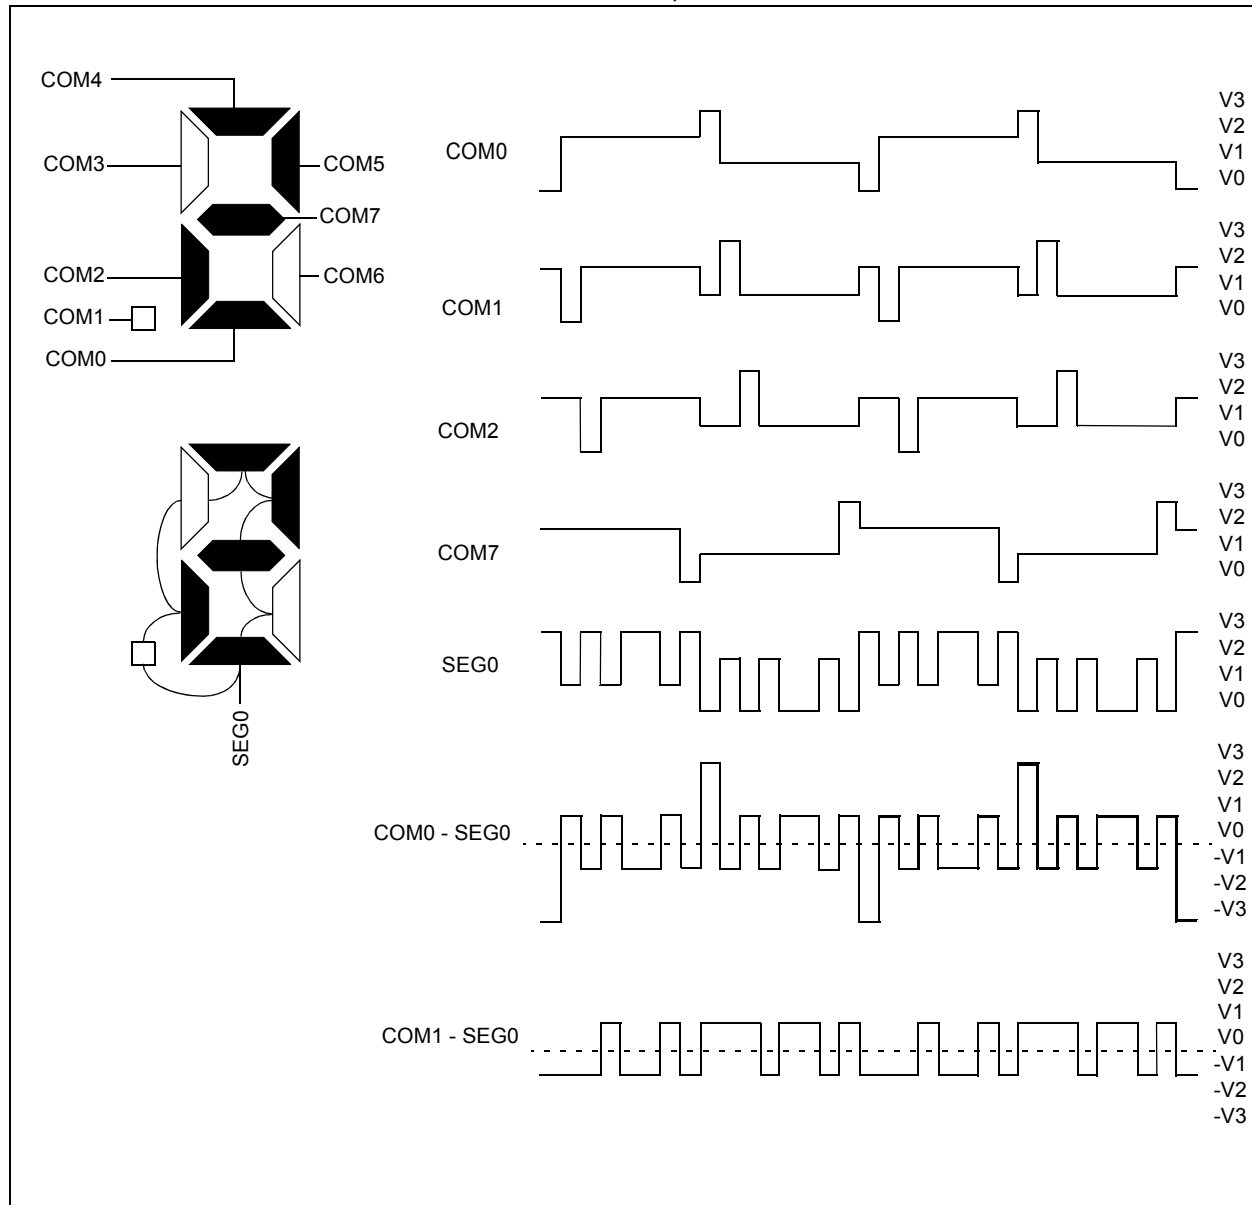 COM4
COM3
COM5
COM7
COM2
COM6
COM1
COM0
SEG0
COM0
V3
V2
V1
V0
COM1
V3
V2
V1
V0
COM2
V3
V2
V1
V0
COM7
V3
V2
V1
V0
SEG0
V3
V2
V1
V0
COM0 - SEG0
V3
V2
V1
V0
-V1
-V2
-V3
COM1 - SEG0
V3
V2
V1
V0
-V1
-V2
-V3